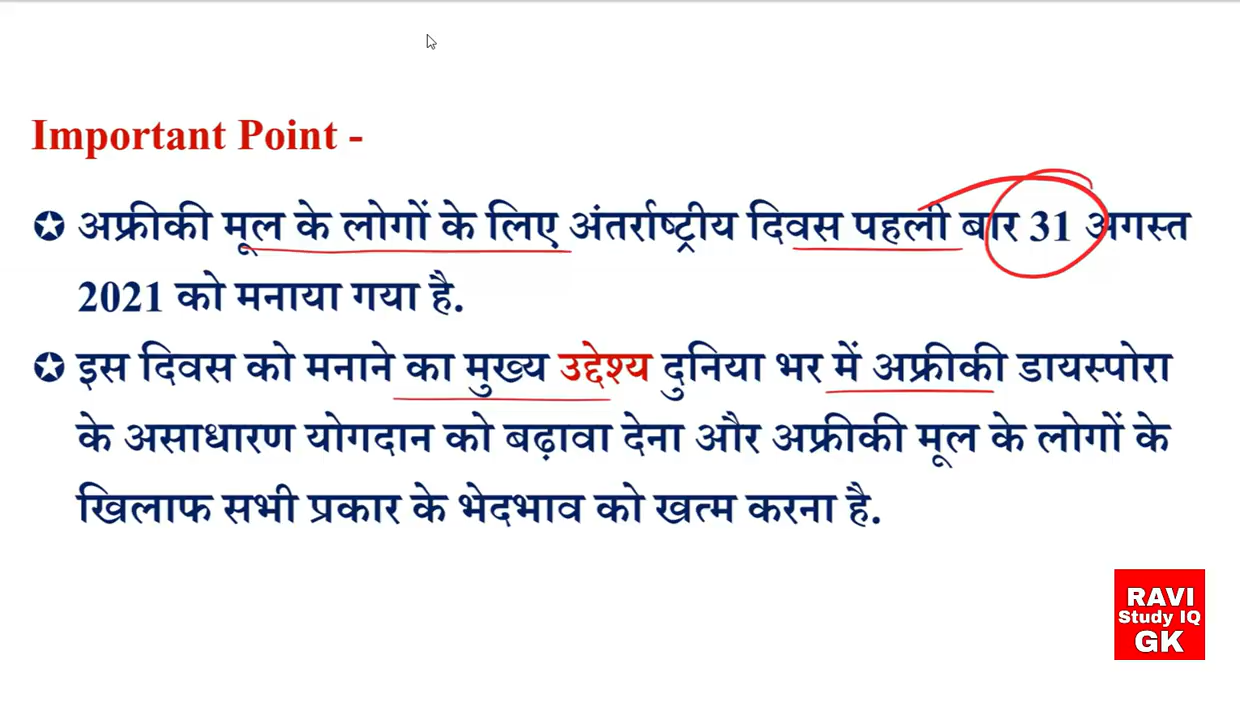 Important Point -
✪ अफ्रीकी मूल के लोगों के लिए अंतर्राष्ट्रीय दिवस पहली बार 31 अगस्त
2021 को मनाया गया है.
✪ इस दिवस को मनाने का मुख्य उद्देश्य दुनिया भर में अफ्रीकी डायस्पोरा
के असाधारण योगदान को बढ़ावा देना और अफ्रीकी मूल के लोगों के
खिलाफ सभी प्रकार के भेदभाव को खत्म करना है.
RAVI
Study IQ
GK